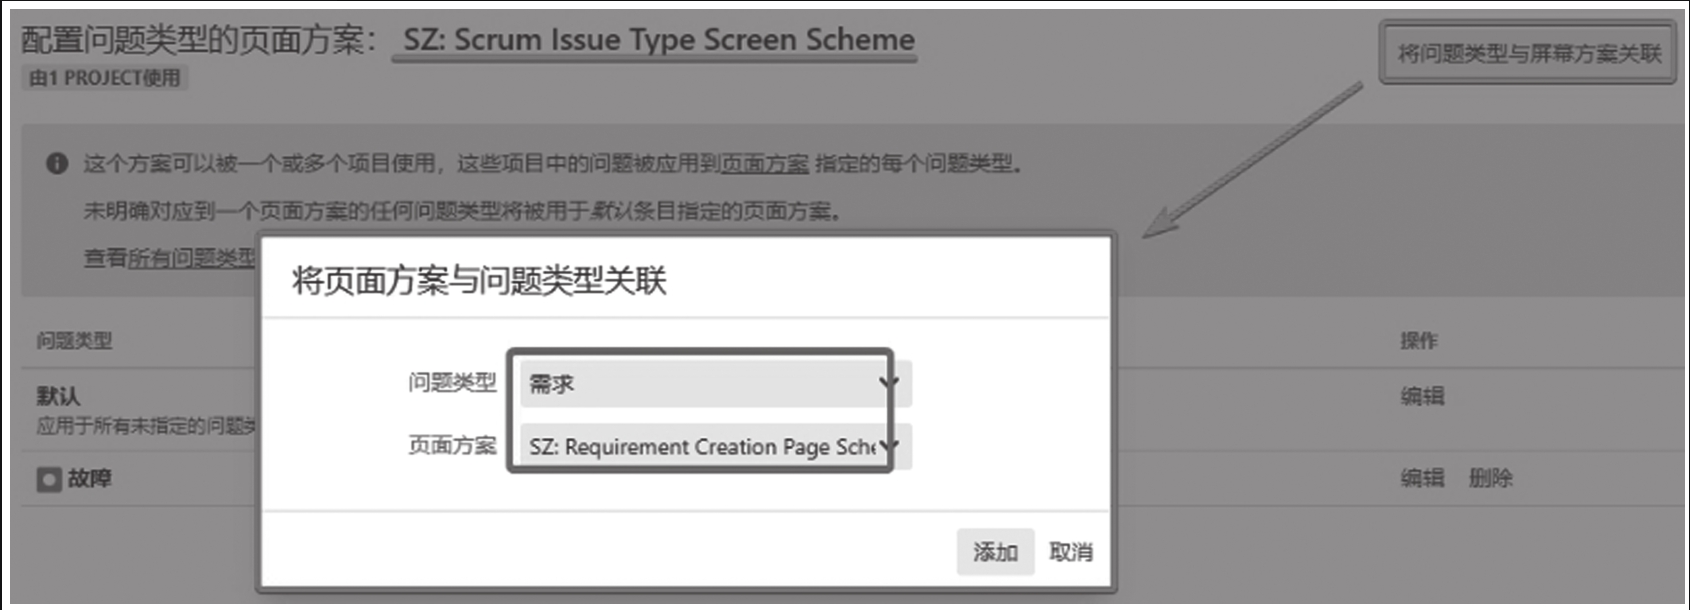 配置问题类型的页面方案： SZ: Scrum Issue Type Screen Scheme
将问题类型与屏幕方案关联
由1 PROJECT使用
这个方案可以被一个或多个项目使用，这些项目中的问题被应用到页面方案 指定的每个问题类型。
未明确对应到一个页面方案的任何问题类型将被用于默认条目指定的页面方案。
查看所有问题类型
将页面方案与问题类型关联
问题类型 需求
页面方案 SZ: Requirement Creation Page Sche
添加 取消
问题类型 操作
默认 编辑
应用于所有未指定的问题类
故障 编辑 删除